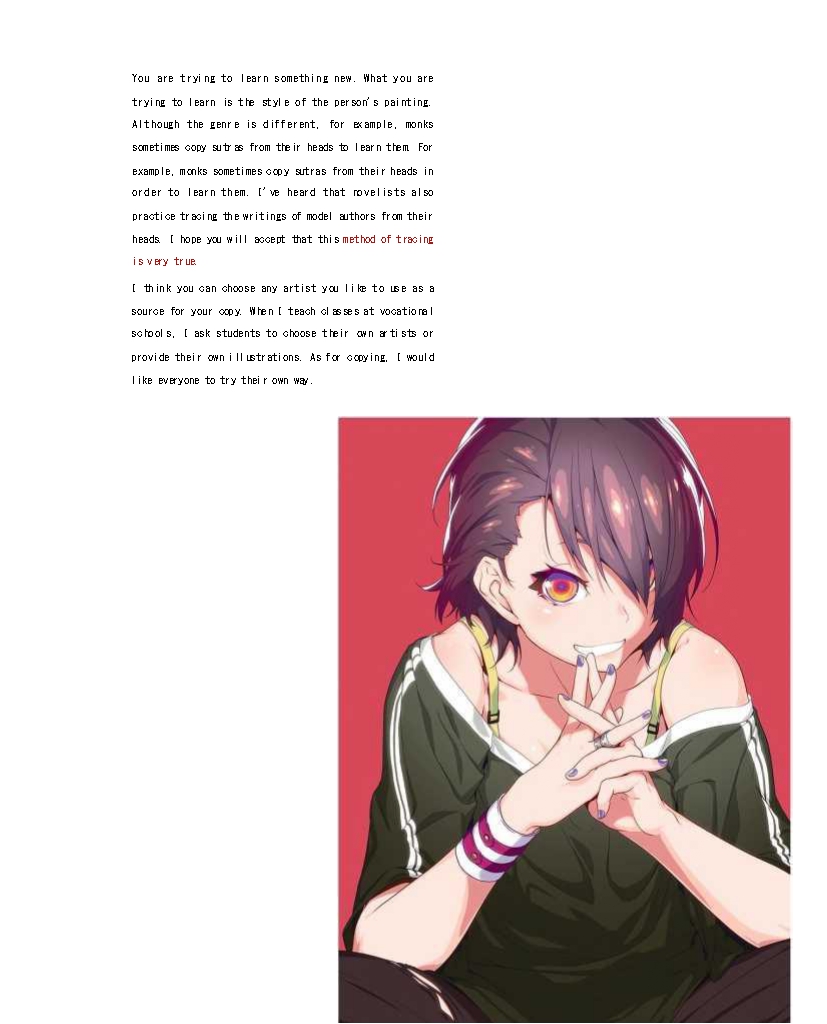 You are trying to learn something new. What you are
trying to learn is the style of the person's painting.
Although the genre is different, for example, monks
sometimes copy sutras from their heads to learn them. For
example, monks sometimes copy sutras from their heads in
order to learn them. I've heard that novelists also
practice tracing the writings of model authors from their
heads. I hope you will accept that this method of tracing
is very true.
I think you can choose any artist you like to use as a
source for your copy. When I teach classes at vocational
schools, I ask students to choose their own artists or
provide their own illustrations. As for copying, I would
like everyone to try their own way.